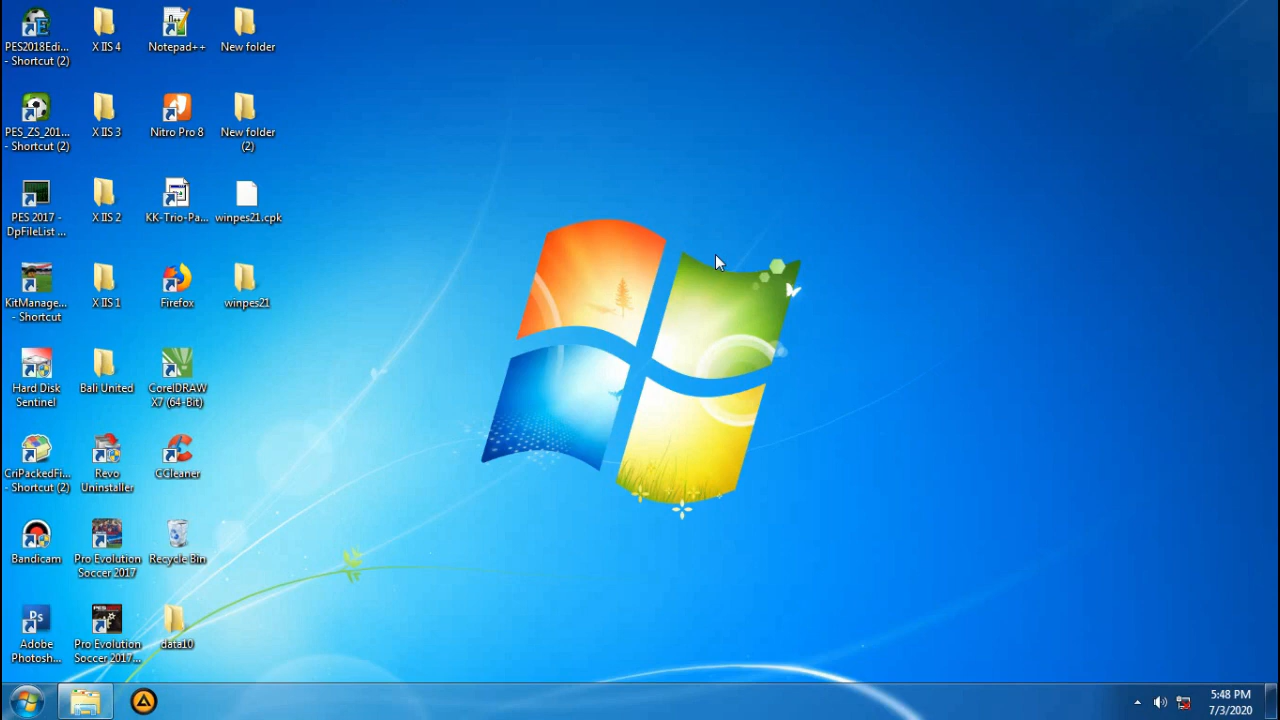 PES2018Edi...
- Shortcut (2)
X IIS 4
Notepad++
New folder
PES_ZS_201...
- Shortcut (2)
X IIS 3
Nitro Pro 8
New folder
(2)
PES 2017 -
DpFileList ...
X IIS 2
KK-Trio-Pa...
winpes21.cpk
KitManage...
- Shortcut
X IIS 1
Firefox
winpes21
Hard Disk
Sentinel
Bali United
CorelDRAW
X7 (64-Bit)
CriPackedFi...
- Shortcut (2)
Revo
Uninstaller
CCleaner
Bandicam
Pro Evolution
Soccer 2017
Recycle Bin
Ps
Adobe
Photosh...
Pro Evolution
Soccer 2017...
data10
5:48 PM
7/3/2020